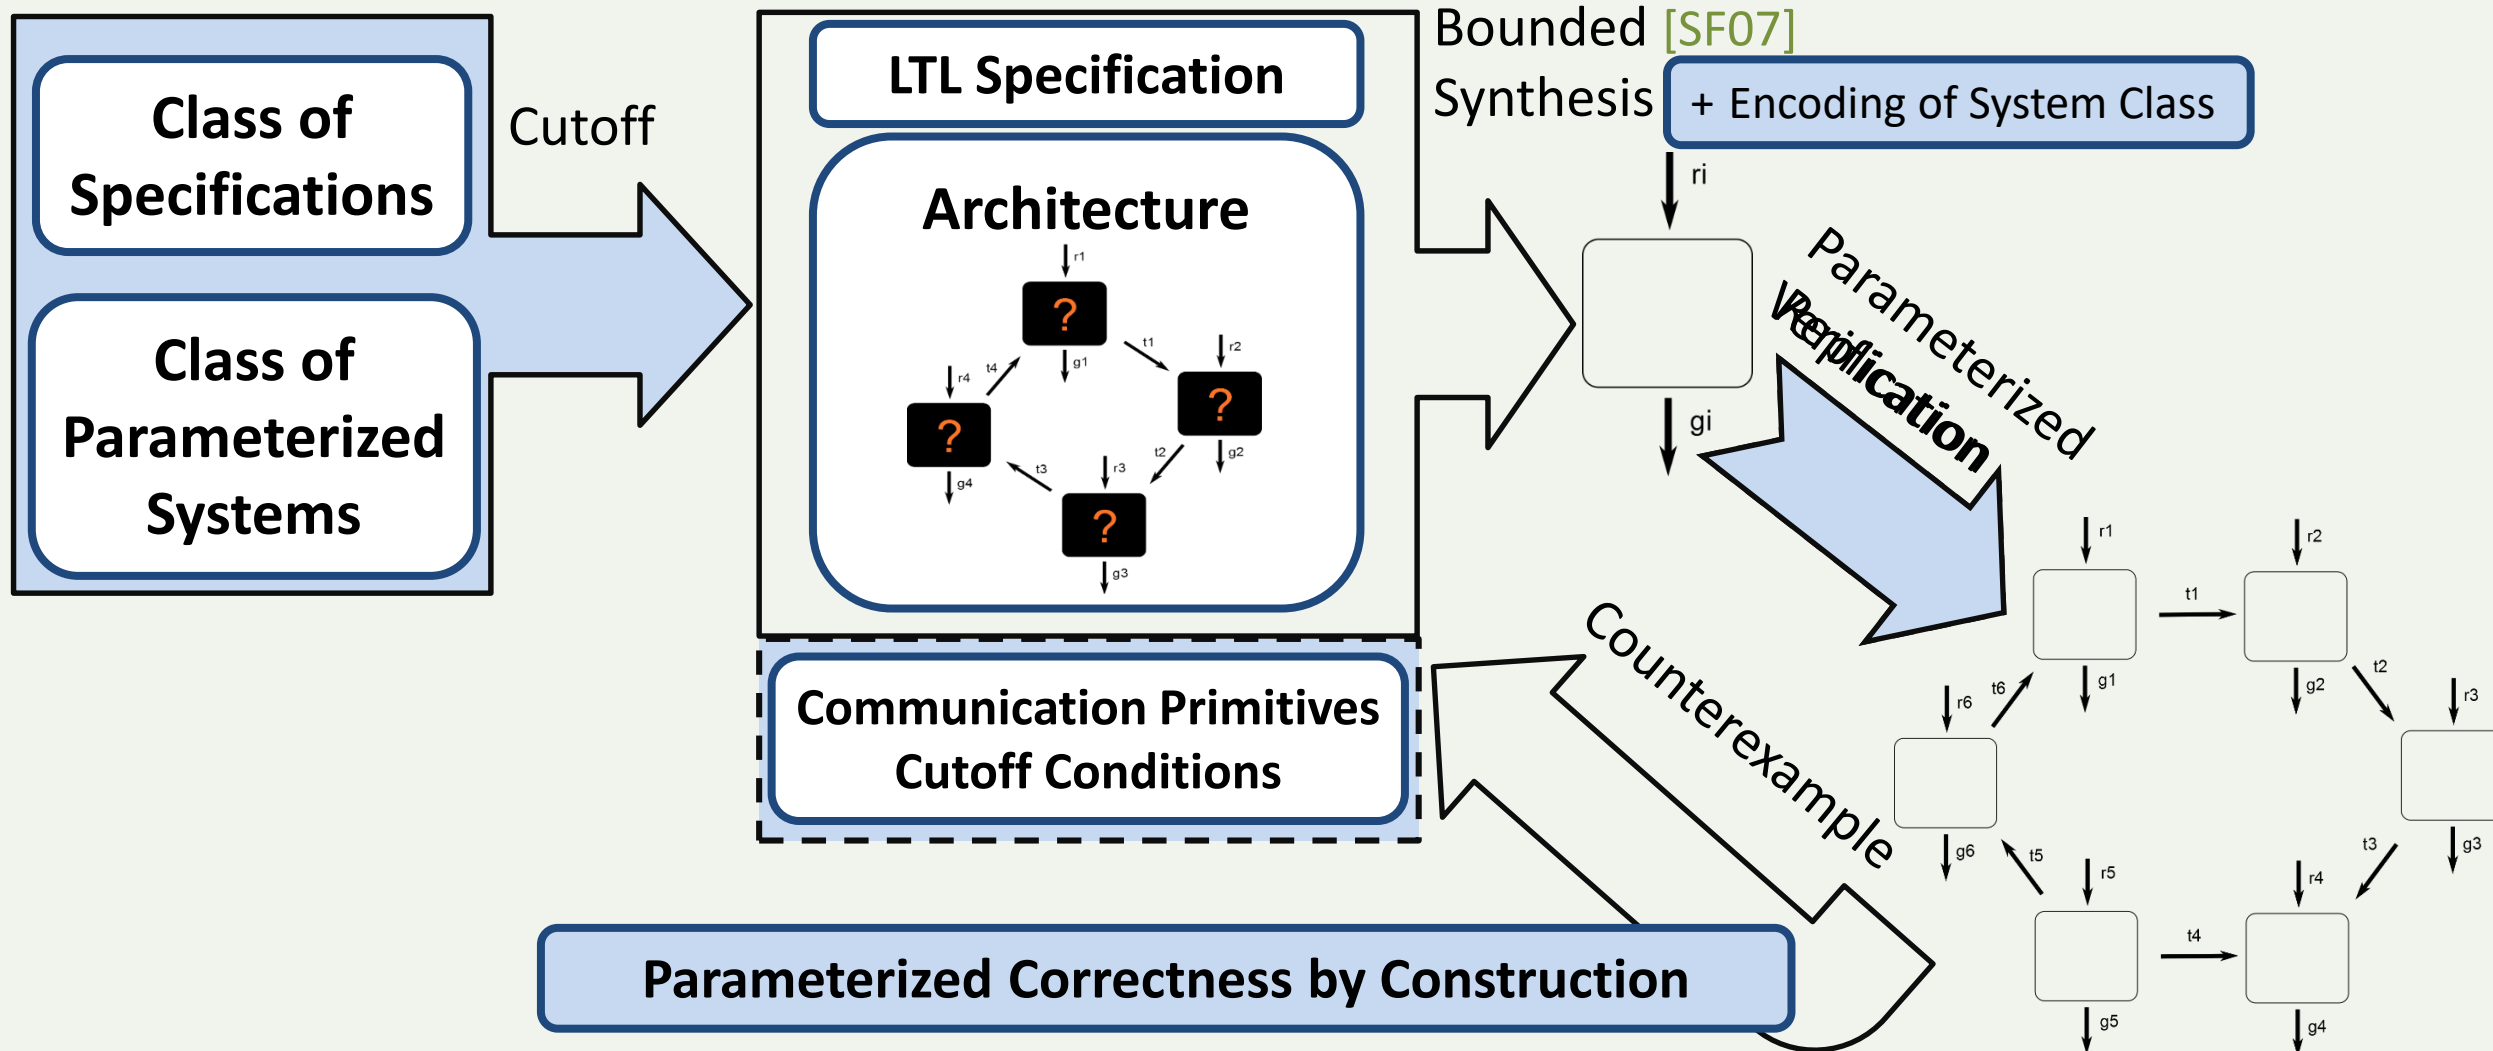 Class of
Specifications
Class of
Parameterized
Systems
Cutoff
LTL Specification
Architecture
r1
?
g1
t1
r2
?
g2
t4
r4
?
g4
t2
t3
r3
?
g3
Communication Primitives
Cutoff Conditions
Bounded [SF07]
Synthesis
+ Encoding of System Class
ri
gi
Parameterized
Verification
Counterexample
r1
g1
t1
r2
g2
t2
r3
g3
t3
r4
g4
t4
r5
g5
t5
r6
g6
t6
Parameterized Correctness by Construction